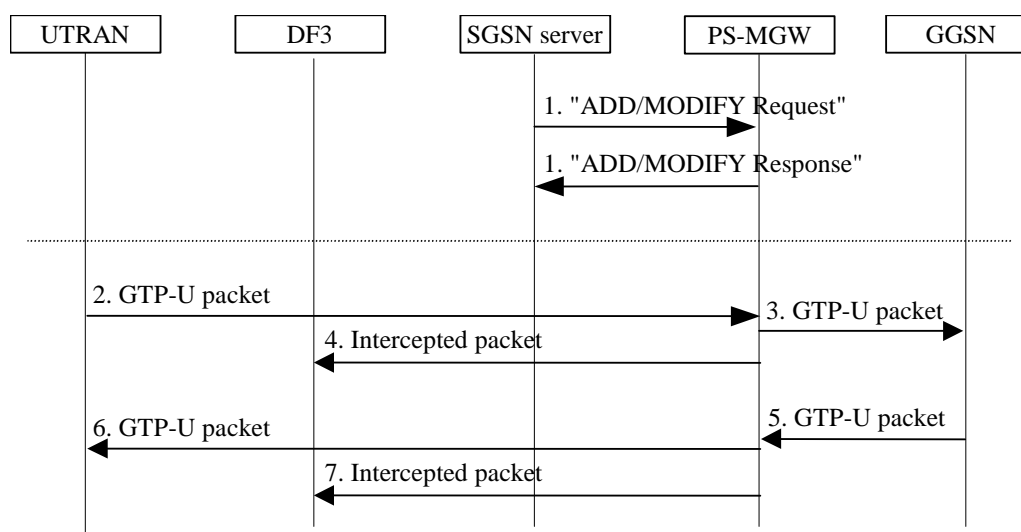 UTRAN
DF3
SGSN server
PS-MGW
GGSN
1. "ADD/MODIFY Request"
1. "ADD/MODIFY Response"
2. GTP-U packet
3. GTP-U packet
4. Intercepted packet
5. GTP-U packet
6. GTP-U packet
7. Intercepted packet